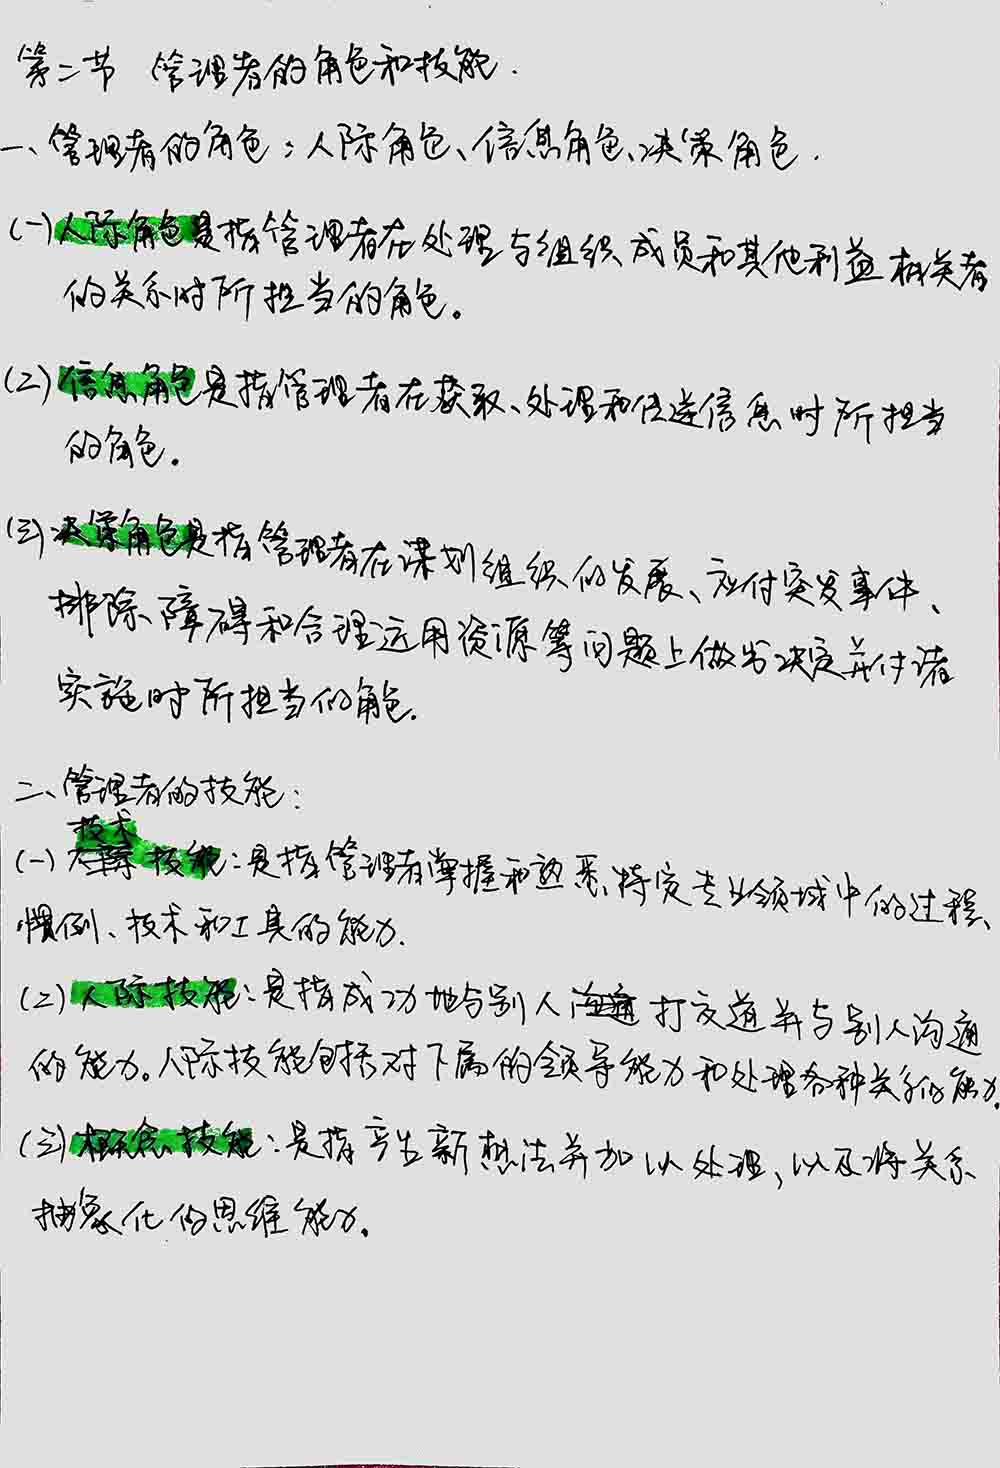 第二节 管理者的角色和技能.
一、管理者的角色：人际角色、信息角色、决策角色.
(一)人际角色是指管理者在处理与组织成员和其他利益相关者
的关系时所担当的角色。
(二)信息角色是指管理者在获取、处理和传递信息时所担当
的角色。
(三)决策角色是指管理者在谋划组织的发展、应付突发事件、
排除障碍和合理运用资源等问题上做出决定并付诸
实施时所担当的角色.
二、管理者的技能：
技术
(一)人际技能：是指管理者掌握和熟悉特定专业领域中的过程、
惯例、技术和工具的能力.
(二)人际技能：是指成功地与别人沟通打交道并与别人沟通
的能力。人际技能包括对下属的领导能力和处理各种关系的能力.
(三)概念技能：是指产生新想法并加以处理，以及将关系
抽象化的思维能力。